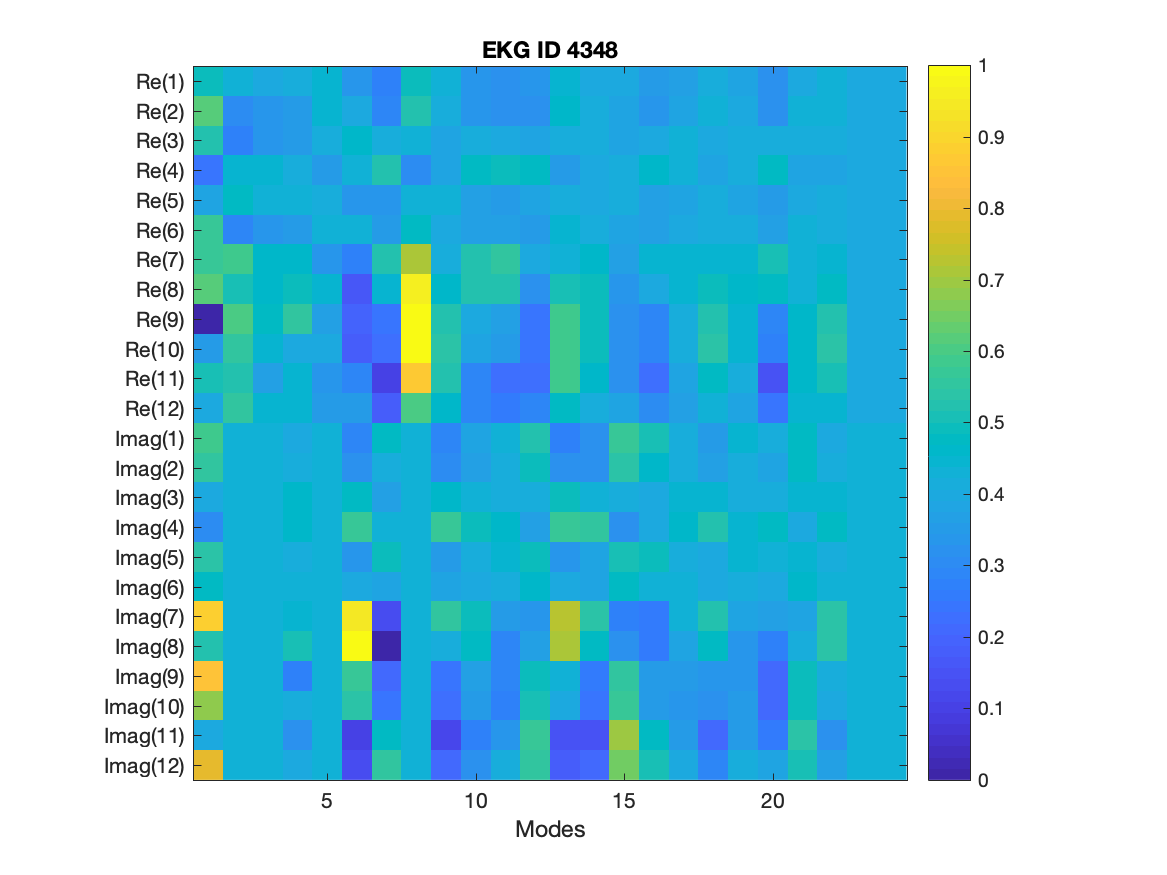 EKG ID 4348
Re(1)
Re(2)
Re(3)
Re(4)
Re(5)
Re(6)
Re(7)
Re(8)
Re(9)
Re(10)
Re(11)
Re(12)
Imag(1)
Imag(2)
Imag(3)
Imag(4)
Imag(5)
Imag(6)
Imag(7)
Imag(8)
Imag(9)
Imag(10)
Imag(11)
Imag(12)
5 10 15 20
Modes
1
0.9
0.8
0.7
0.6
0.5
0.4
0.3
0.2
0.1
0